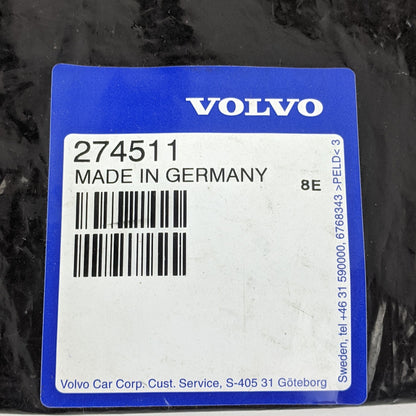 VOLVO
274511
MADE IN GERMANY
8E
Volvo Car Corp. Cust. Service, S-405 31 Göteborg
Sweden, tel +46 31 590000, 6768343 >PELD< 3